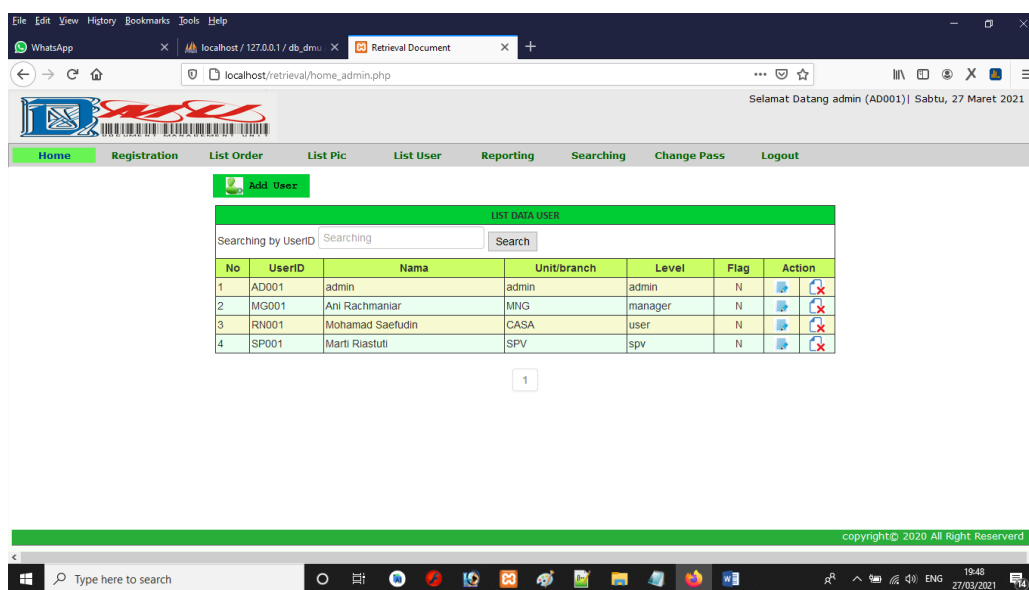 File Edit View History Bookmarks Tools Help
WhatsApp localhost / 127.0.0.1 / db_dmu Retrieval Document
localhost/retrieval/home_admin.php
Selamat Datang admin (AD001)| Sabtu, 27 Maret 2021
DMU
DOCUMENT MANAGEMENT UNIT
Home Registration List Order List Pic List User Reporting Searching Change Pass Logout
Add User
LIST DATA USER
Searching by UserID Searching Search
No UserID Nama Unit/branch Level Flag Action
1 AD001 admin admin admin N
2 MG001 Ani Rachmaniar MNG manager N
3 RN001 Mohamad Saefudin CASA user N
4 SP001 Marti Riastuti SPV spv N
1
copyright© 2020 All Right Reserverd
Type here to search ENG 19:48
27/03/2021